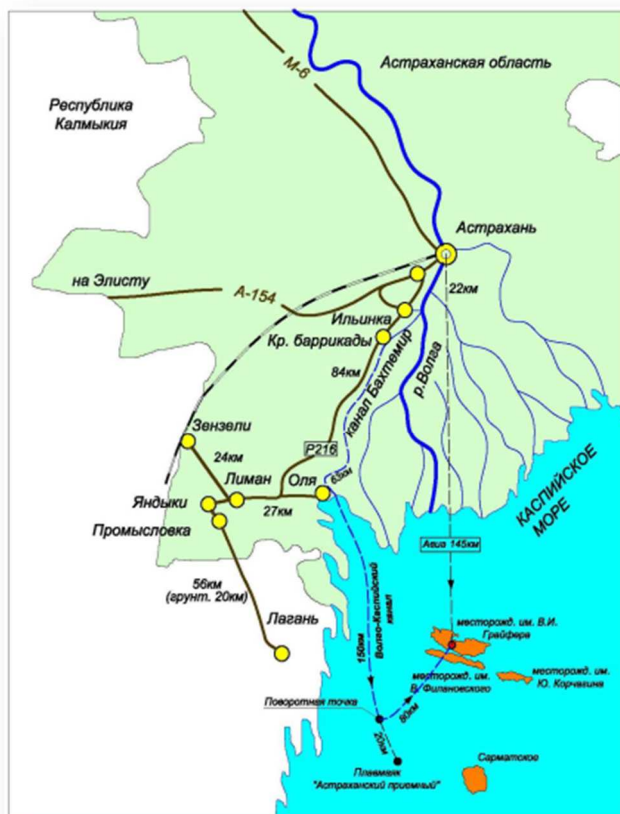 М-6
Астраханская область
Республика
Калмыкия
Астрахань
на Элисту
А-154
22км
Ильинка
Кр. баррикады
канал Бахтемир
р.Волга
84км
Зензели
Р216
24км
Лиман
Оля
63км
КАСПИЙСКОЕ
МОРЕ
Яндыки
27км
Промысловка
Авиа 145км
56км
(грунт. 20км)
Волго-Каспийский
канал
150км
Лагань
месторожд. им. В.И.
Грайфера
месторожд. им.
В. Филановского
месторожд. им.
Ю. Корчагина
Поворотная точка
60км
20км
Плавмаяк
"Астраханский приемный"
Сарматское